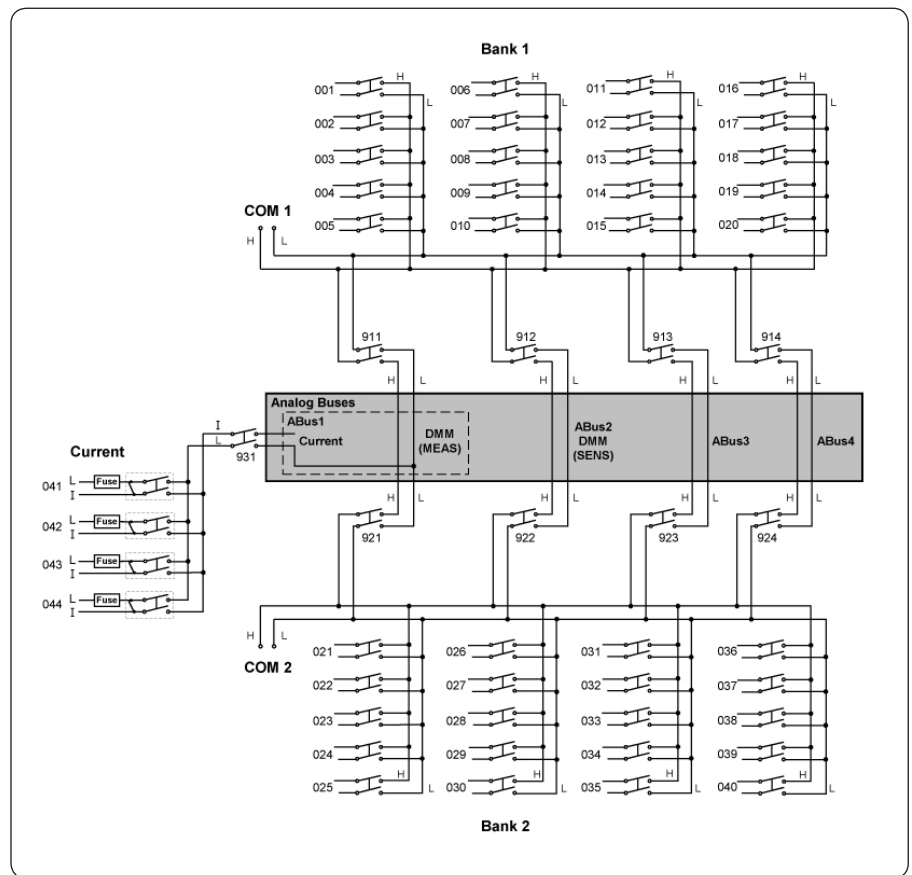 Bank 1
H H H H
001 006 011 016
L L L L
002 007 012 017
003 008 013 018
004 009 014 019
COM 1
005 010 015 020
H L
911 912 913 914
H L H L H L H L
Analog Buses
I
ABus1
L
Current
DMM
(MEAS)
ABus2
DMM
(SENS)
ABus3
ABus4
931
Current
041 L Fuse
I
042 L Fuse
I
043 L Fuse
I
044 L Fuse
I
H L H L H L H L
921 922 923 924
H L
COM 2
021 026 031 036
022 027 032 037
023 028 033 038
024 029 034 039
H H H H
025 030 035 040
L L L L
Bank 2